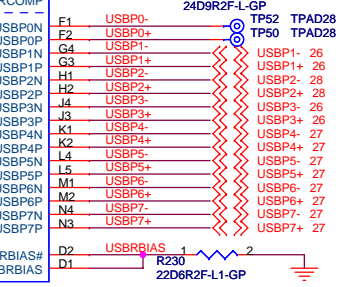 RCOMP
24D9R2F-L-GP
USBP0N F1 USBP0- TP52 TPAD28
USBP0P F2 USBP0+ TP50 TPAD28
USBP1N G4 USBP1- USBP1- 26
USBP1P G3 USBP1+ USBP1+ 26
USBP2N H1 USBP2- USBP2- 28
USBP2P H2 USBP2+ USBP2+ 28
USBP3N J4 USBP3- USBP3- 26
USBP3P J3 USBP3+ USBP3+ 26
USBP4N K1 USBP4- USBP4- 27
USBP4P K2 USBP4+ USBP4+ 27
USBP5N L4 USBP5- USBP5- 27
USBP5P L5 USBP5+ USBP5+ 27
USBP6N M1 USBP6- USBP6- 27
USBP6P M2 USBP6+ USBP6+ 27
USBP7N N4 USBP7- USBP7- 27
USBP7P N3 USBP7+ USBP7+ 27
RBIAS# D2 USBRBIAS 1 2
RBIAS D1 R230
22D6R2F-L1-GP